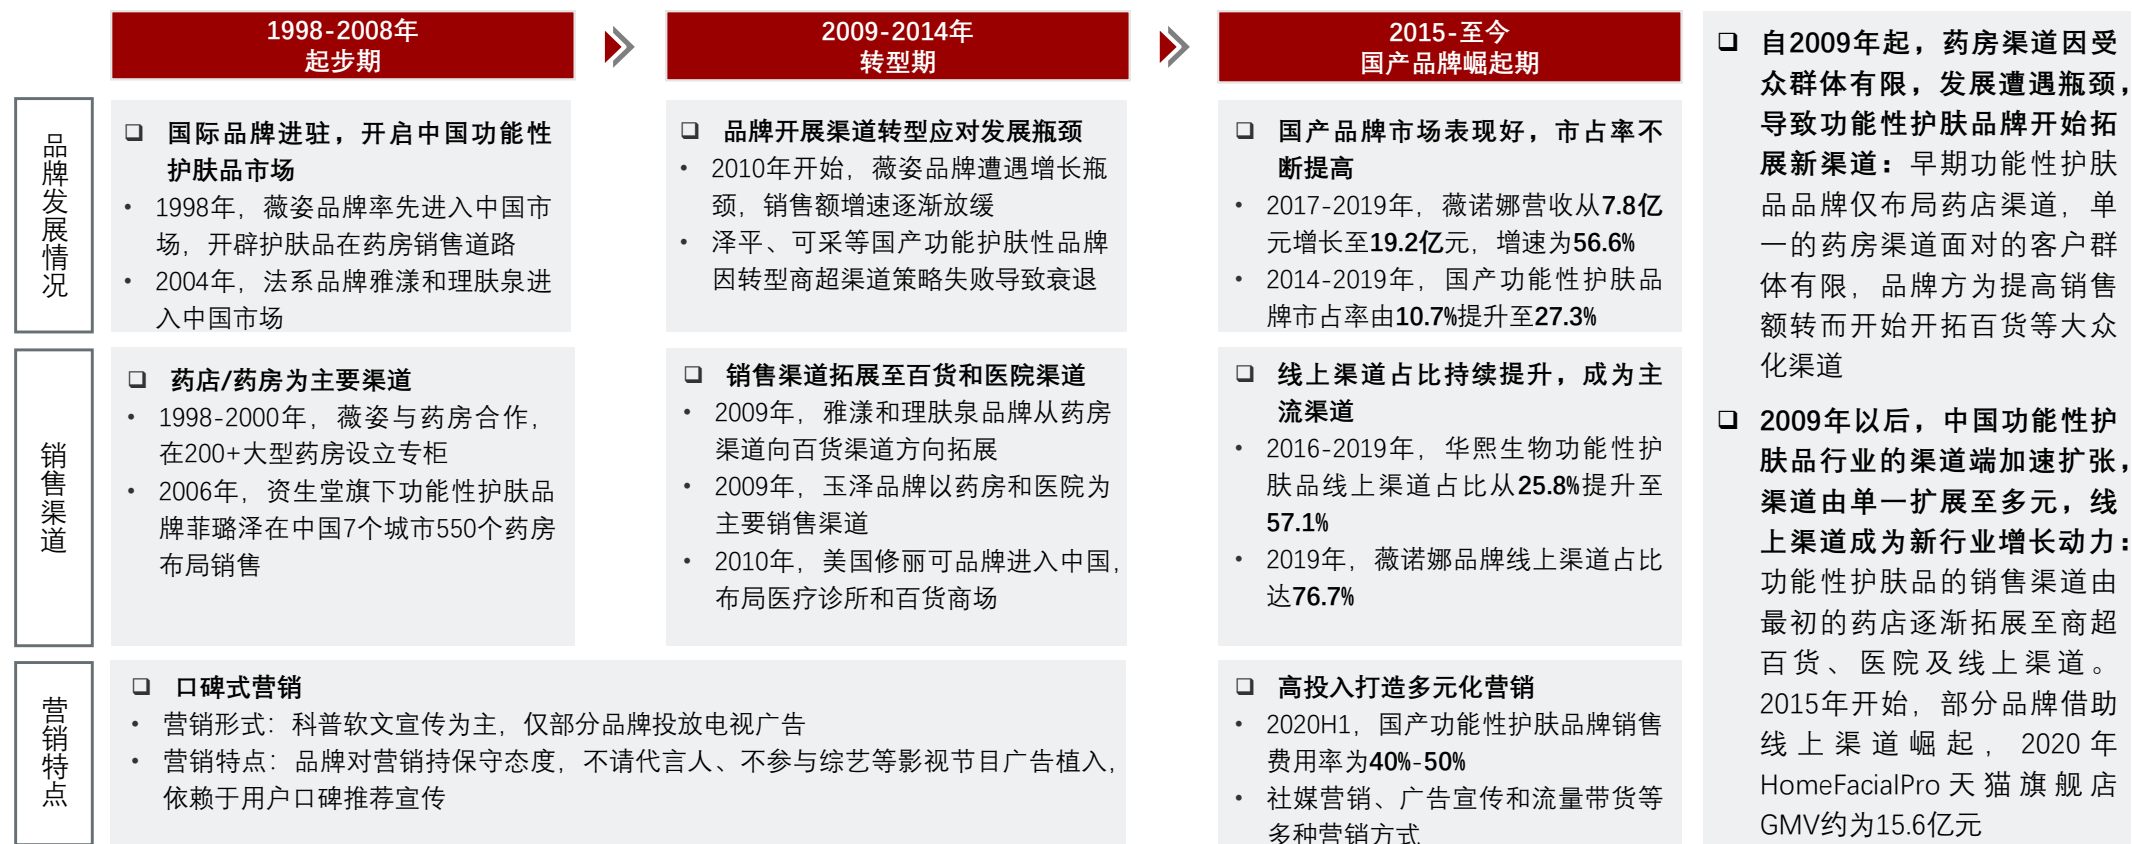 1998-2008年
起步期
2009-2014年
转型期
2015-至今
国产品牌崛起期
品牌发展情况
❑ 国际品牌进驻，开启中国功能性
护肤品市场
• 1998年，薇姿品牌率先进入中国市
场，开辟护肤品在药房销售道路
• 2004年，法系品牌雅漾和理肤泉进
入中国市场
❑ 品牌开展渠道转型应对发展瓶颈
• 2010年开始，薇姿品牌遭遇增长瓶
颈，销售额增速逐渐放缓
• 泽平、可采等国产功能护肤性品牌
因转型商超渠道策略失败导致衰退
❑ 国产品牌市场表现好，市占率不
断提高
• 2017-2019年，薇诺娜营收从7.8亿
元增长至19.2亿元，增速为56.6%
• 2014-2019年，国产功能性护肤品
牌市占率由10.7%提升至27.3%
销售渠道
❑ 药店/药房为主要渠道
• 1998-2000年，薇姿与药房合作，
在200+大型药房设立专柜
• 2006年，资生堂旗下功能性护肤品
牌菲璐泽在中国7个城市550个药房
布局销售
❑ 销售渠道拓展至百货和医院渠道
• 2009年，雅漾和理肤泉品牌从药房
渠道向百货渠道方向拓展
• 2009年，玉泽品牌以药房和医院为
主要销售渠道
• 2010年，美国修丽可品牌进入中国，
布局医疗诊所和百货商场
❑ 线上渠道占比持续提升，成为主
流渠道
• 2016-2019年，华熙生物功能性护
肤品线上渠道占比从25.8%提升至
57.1%
• 2019年，薇诺娜品牌线上渠道占比
达76.7%
营销特点
❑ 口碑式营销
• 营销形式：科普软文宣传为主，仅部分品牌投放电视广告
• 营销特点：品牌对营销持保守态度，不请代言人、不参与综艺等影视节目广告植入，
依赖于用户口碑推荐宣传
❑ 高投入打造多元化营销
• 2020H1，国产功能性护肤品牌销售
费用率为40%-50%
• 社媒营销、广告宣传和流量带货等
多种营销方式
❑ 自2009年起，药房渠道因受
众群体有限，发展遭遇瓶颈，
导致功能性护肤品牌开始拓
展新渠道：早期功能性护肤
品品牌仅布局药店渠道，单
一的药房渠道面对的客户群
体有限，品牌方为提高销售
额转而开始开拓百货等大众
化渠道
❑ 2009年以后，中国功能性护
肤品行业的渠道端加速扩张，
渠道由单一扩展至多元，线
上渠道成为新行业增长动力：
功能性护肤品的销售渠道由
最初的药店逐渐拓展至商超
百货、医院及线上渠道。
2015年开始，部分品牌借助
线上渠道崛起，2020年
HomeFacialPro天猫旗舰店
GMV约为15.6亿元